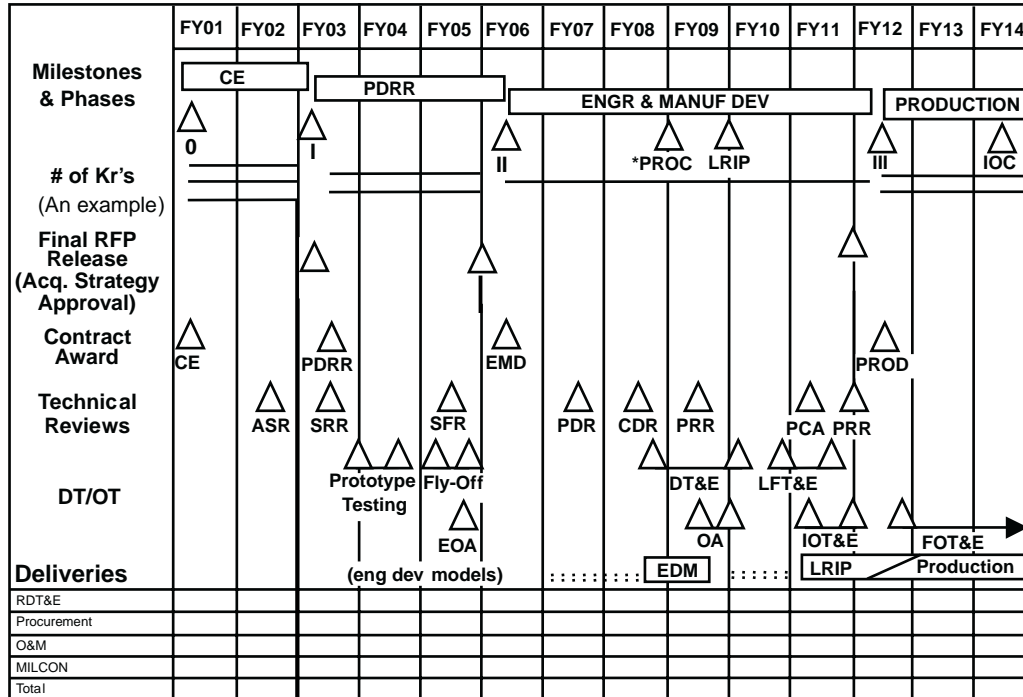 FY01 FY02 FY03 FY04 FY05 FY06 FY07 FY08 FY09 FY10 FY11 FY12 FY13 FY14
Milestones
& Phases
CE
PDRR
ENGR & MANUF DEV
PRODUCTION
0 I II *PROC LRIP III IOC
# of Kr's
(An example)
Final RFP
Release
(Acq. Strategy
Approval)
Contract
Award
CE PDRR EMD PROD
Technical
Reviews
ASR SRR SFR PDR CDR PRR PCA PRR
DT/OT
Prototype
Testing
Fly-Off
DT&E LFT&E
EOA OA IOT&E FOT&E
Deliveries
(eng dev models) EDM LRIP Production
RDT&E
Procurement
O&M
MILCON
Total